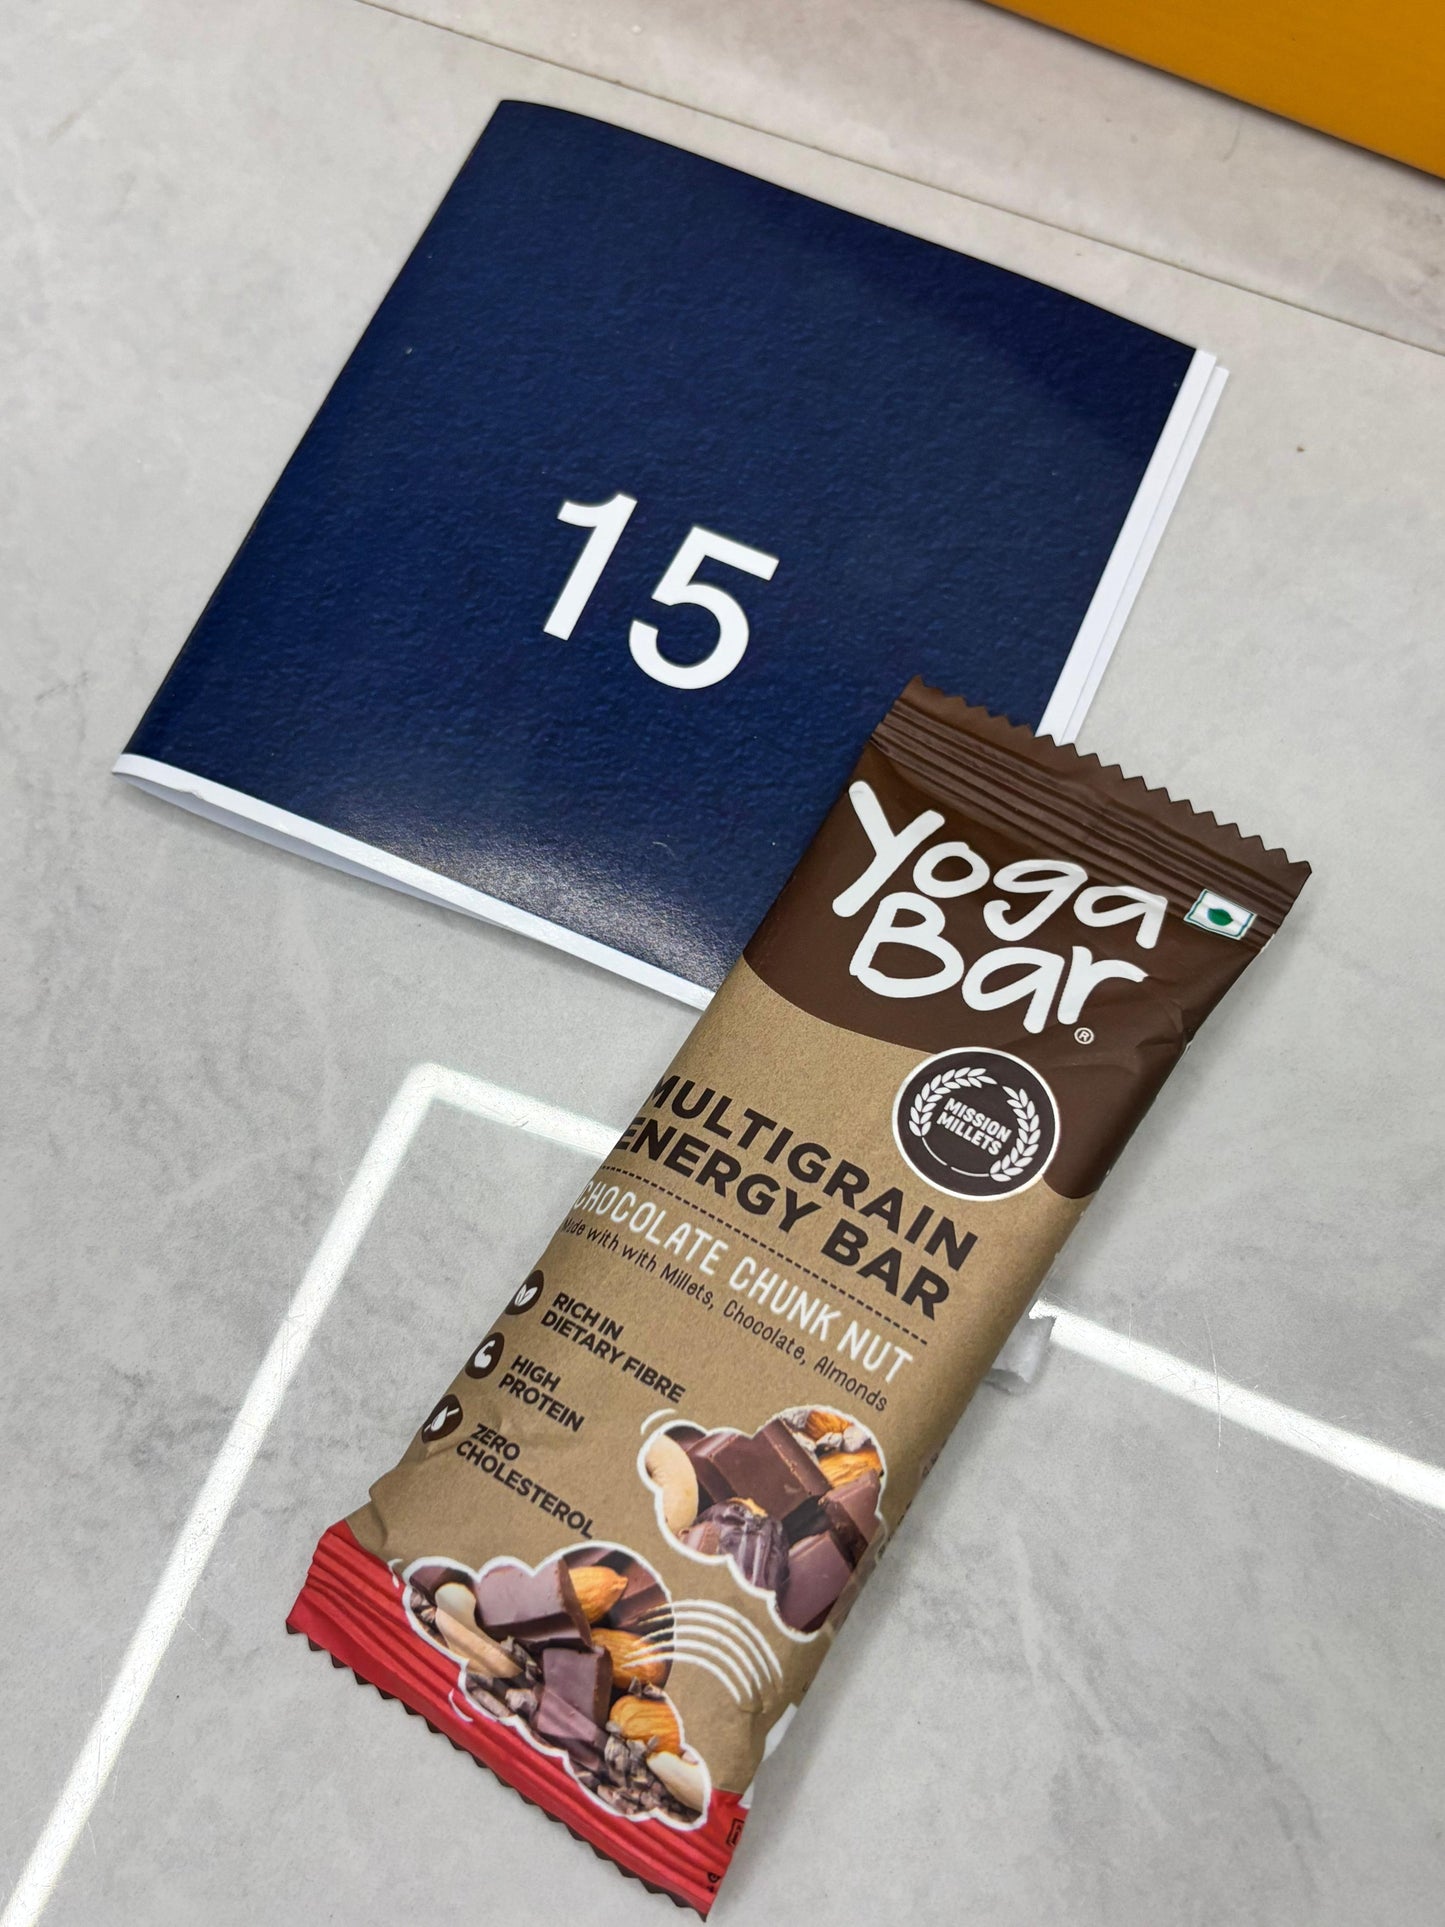 15
Yoga
Bar®
MISSION
MILLETS
MULTIGRAIN
ENERGY BAR
CHOCOLATE CHUNK NUT
Made with with Millets, Chocolate, Almonds
RICH IN
DIETARY FIBRE
HIGH
PROTEIN
ZERO
CHOLESTEROL